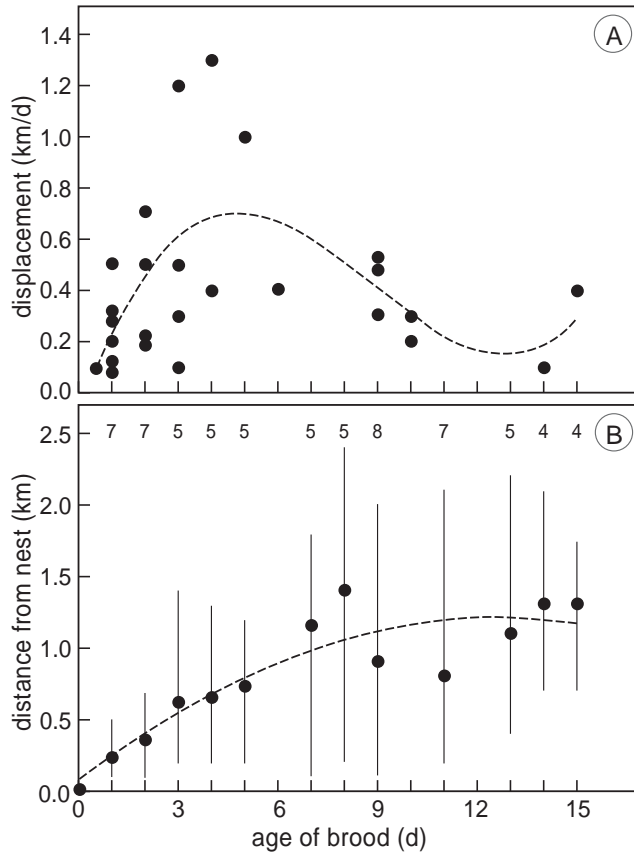 A
displacement (km/d)
1.4
1.2
1.0
0.8
0.6
0.4
0.2
0.0
B
distance from nest (km)
7 7 5 5 5 5 5 8 7 5 4 4
2.5
2.0
1.5
1.0
0.5
0.0
0 3 6 9 12 15
age of brood (d)